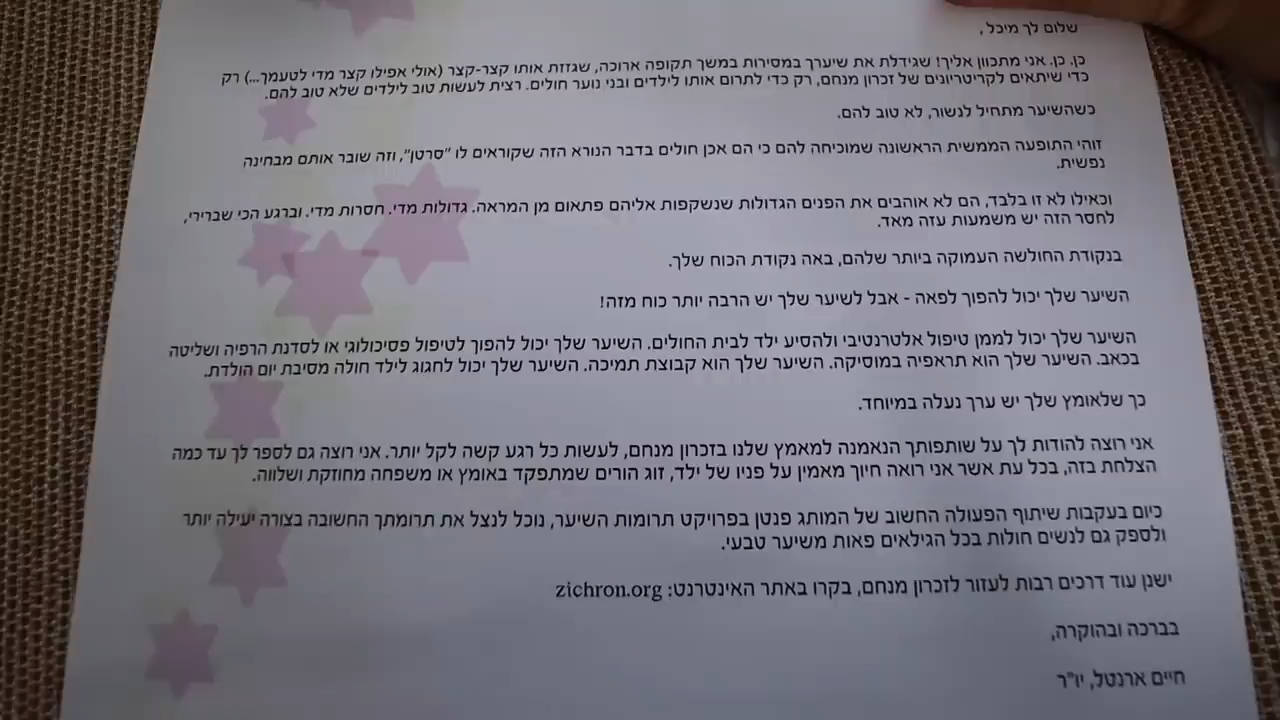 שלום לך מיכל,
כן. כן. אני מתכוון אליך! שגידלת את שיערך במסירות במשך תקופה ארוכה, שגזזת אותו קצר-קצר (אולי אפילו קצר מדי לטעמך...) רק
כדי שיתאים לקריטריונים של זכרון מנחם, רק כדי לתרום אותו לילדים ובני נוער חולים. רצית לעשות טוב לילדים שלא טוב להם.
כשהשיער מתחיל לנשור, לא טוב להם.
זוהי התופעה הממשית הראשונה שמוכיחה להם כי הם אכן חולים בדבר הנורא הזה שקוראים לו "סרטן", וזה שובר אותם מבחינה
נפשית.
וכאילו לא זו בלבד, הם לא אוהבים את הפנים הגדולות שנשקפות אליהם פתאום מן המראה. גדולות מדי. חסרות מדי. וברגע הכי שברירי,
לחסר הזה יש משמעות עזה מאד.
בנקודת החולשה העמוקה ביותר שלהם, באה נקודת הכוח שלך.
השיער שלך יכול להפוך לפאה - אבל לשיער שלך יש הרבה יותר כוח מזה!
השיער שלך יכול לממן טיפול אלטרנטיבי ולהסיע ילד לבית החולים. השיער שלך יכול להפוך לטיפול פסיכולוגי או לסדנת הרפיה ושליטה
בכאב. השיער שלך הוא תראפיה במוסיקה. השיער שלך הוא קבוצת תמיכה. השיער שלך יכול לחגוג לילד חולה מסיבת יום הולדת.
כך שלאומץ שלך יש ערך נעלה במיוחד.
אני רוצה להודות לך על שותפותך הנאמנה למאמץ שלנו בזכרון מנחם, לעשות כל רגע קשה לקל יותר. אני רוצה גם לספר לך עד כמה
הצלחת בזה, בכל עת אשר אני רואה חיוך מאמין על פניו של ילד, זוג הורים שמתפקד באומץ או משפחה מחוזקת ושלווה.
כיום בעקבות שיתוף הפעולה החשוב של המותג פנטן בפרויקט תרומות השיער, נוכל לנצל את תרומתך החשובה בצורה יעילה יותר
ולספק גם לנשים חולות בכל הגילאים פאות משיער טבעי.
ישנן עוד דרכים רבות לעזור לזכרון מנחם, בקרו באתר האינטרנט: zichron.org
בברכה ובהוקרה,
חיים ארנטל, יו"ר